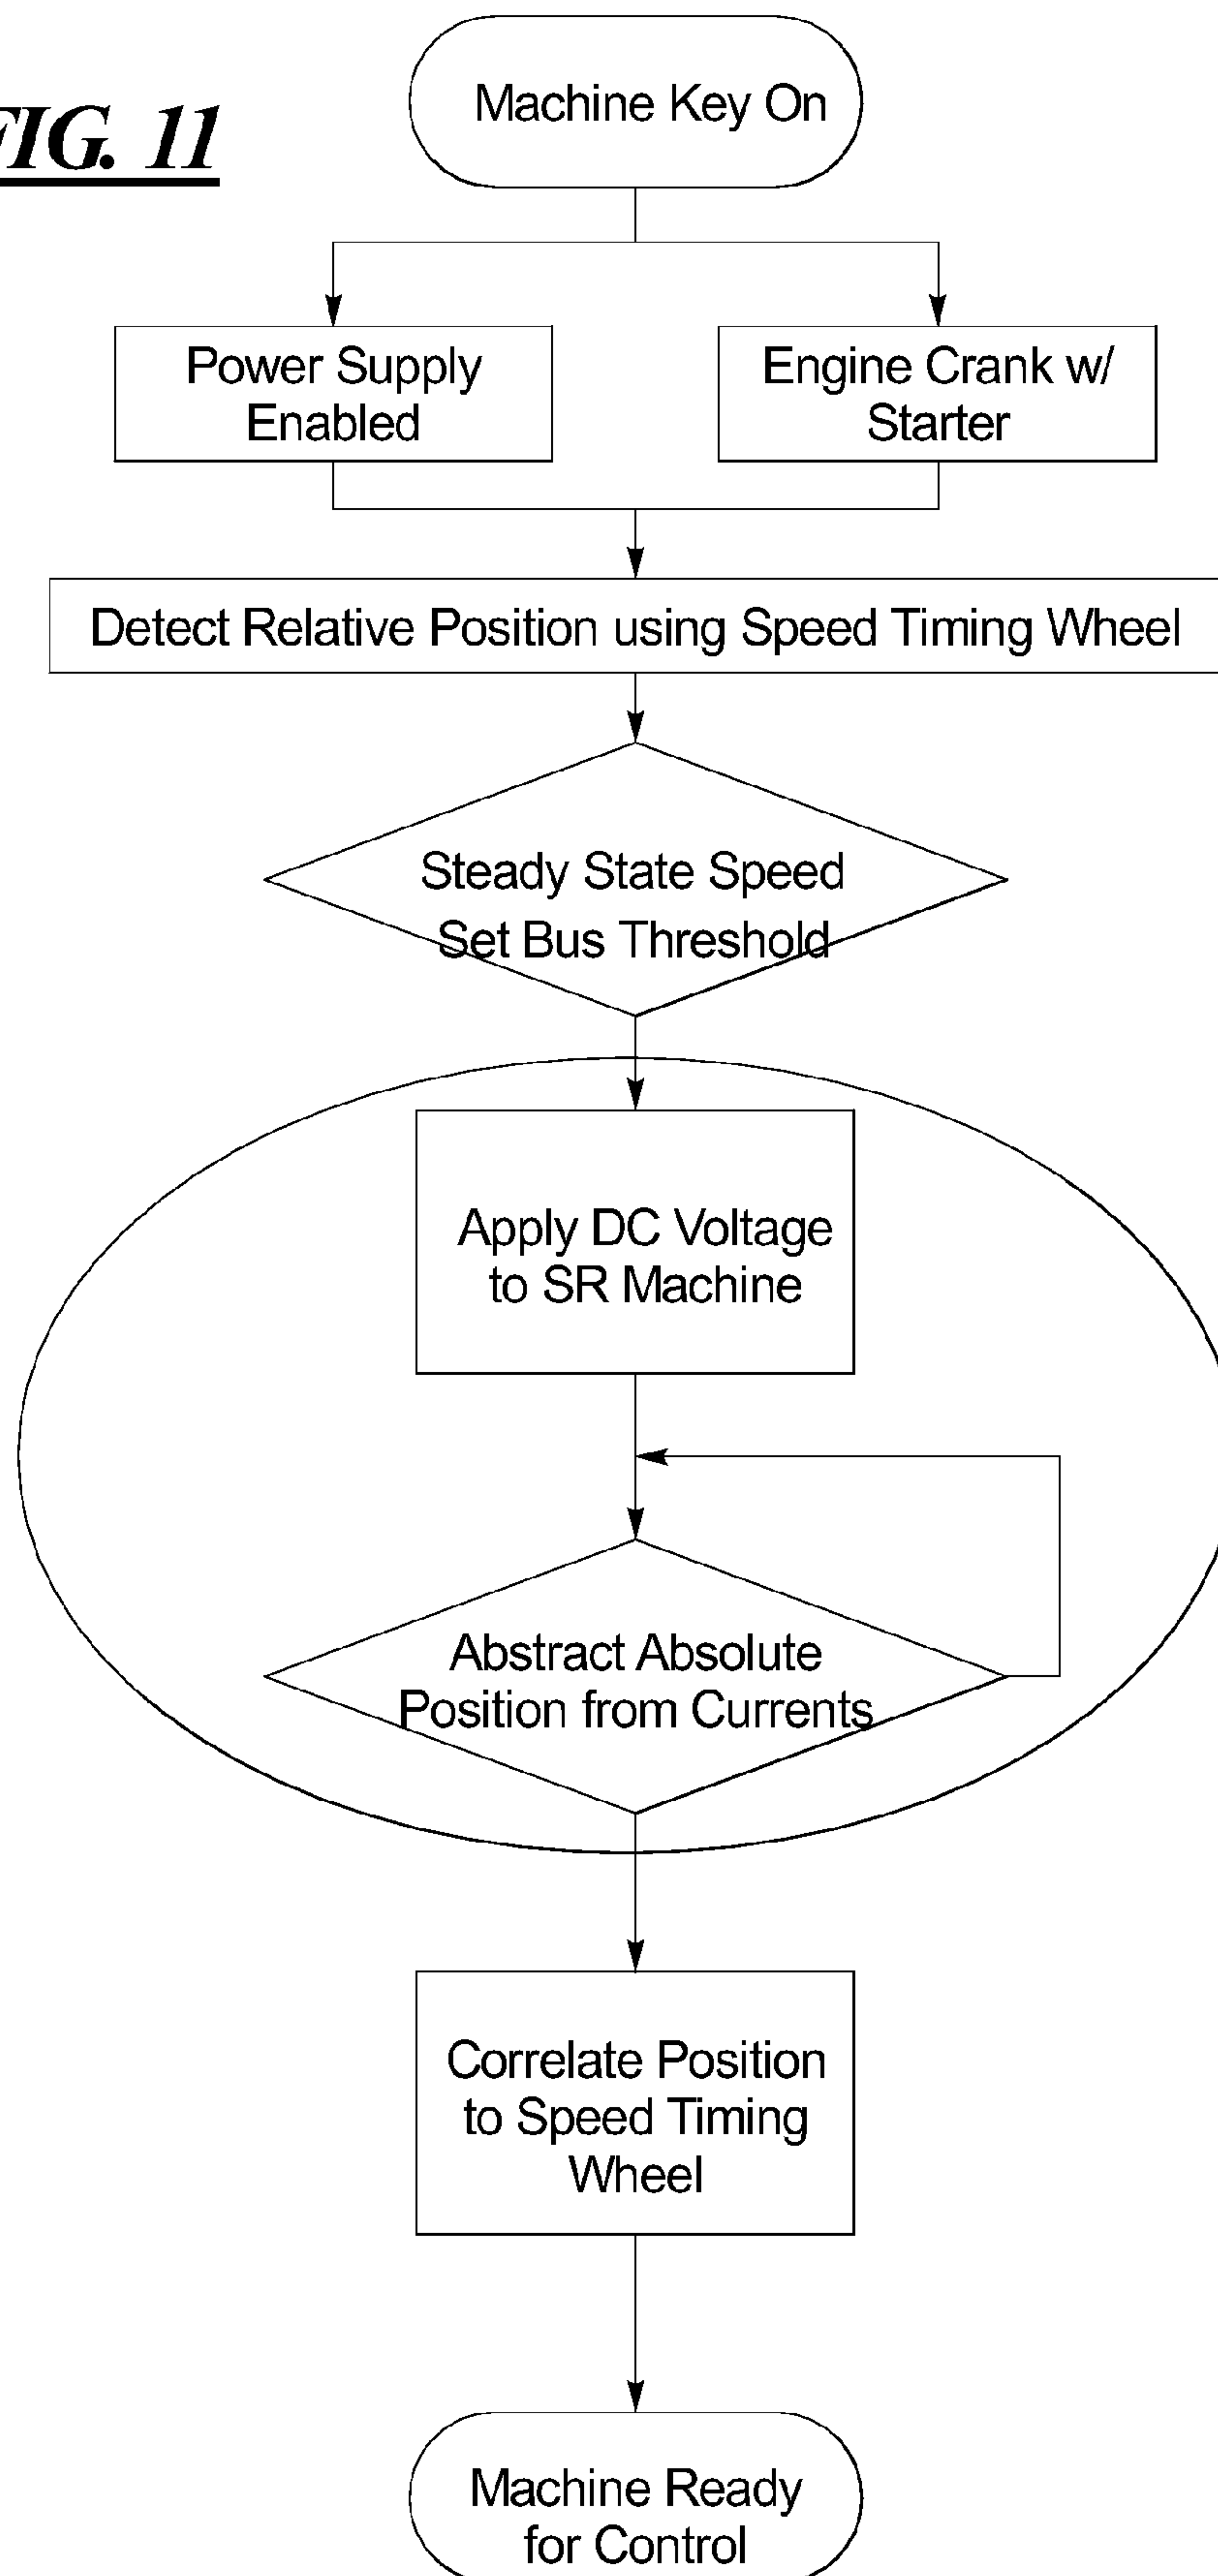 FIG. 11
Machine Key On
Power Supply
Enabled
Engine Crank w/
Starter
Detect Relative Position using Speed Timing Wheel
Steady State Speed
Set Bus Threshold
Apply DC Voltage
to SR Machine
Abstract Absolute
Position from Currents
Correlate Position
to Speed Timing
Wheel
Machine Ready
for Control